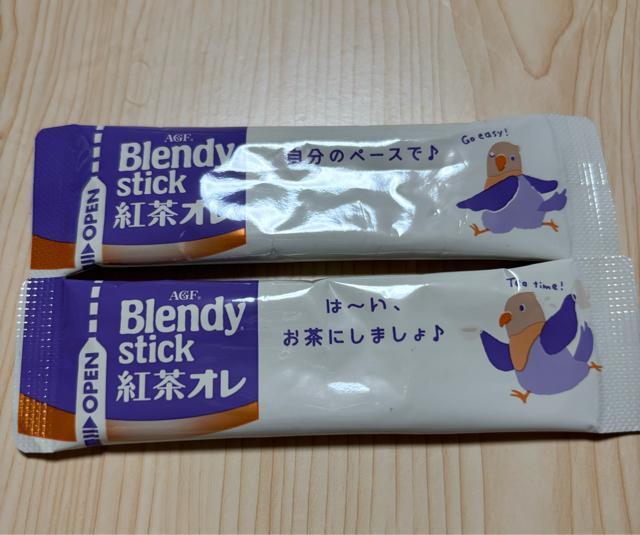 AGF®
Blendy
stick
紅茶オレ
OPEN
自分のペースで♪
Go easy!
AGF®
Blendy
stick
紅茶オレ
OPEN
は〜い、
お茶にしましょ♪
Tea time!